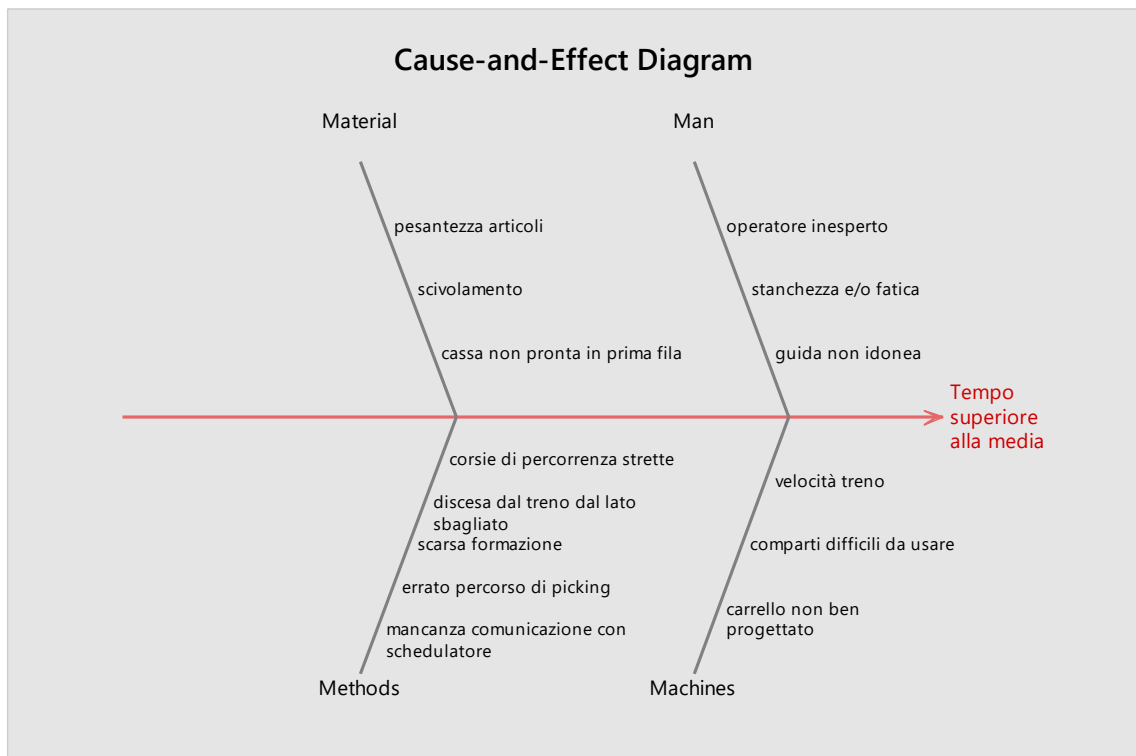 Cause-and-Effect Diagram
Material
Man
pesantezza articoli
operatore inesperto
scivolamento
stanchezza e/o fatica
cassa non pronta in prima fila
guida non idonea
Tempo
superiore
alla media
corsie di percorrenza strette
velocità treno
discesa dal treno dal lato
sbagliato
scarsa formazione
comparti difficili da usare
errato percorso di picking
carrello non ben
progettato
mancanza comunicazione con
schedulatore
Methods
Machines